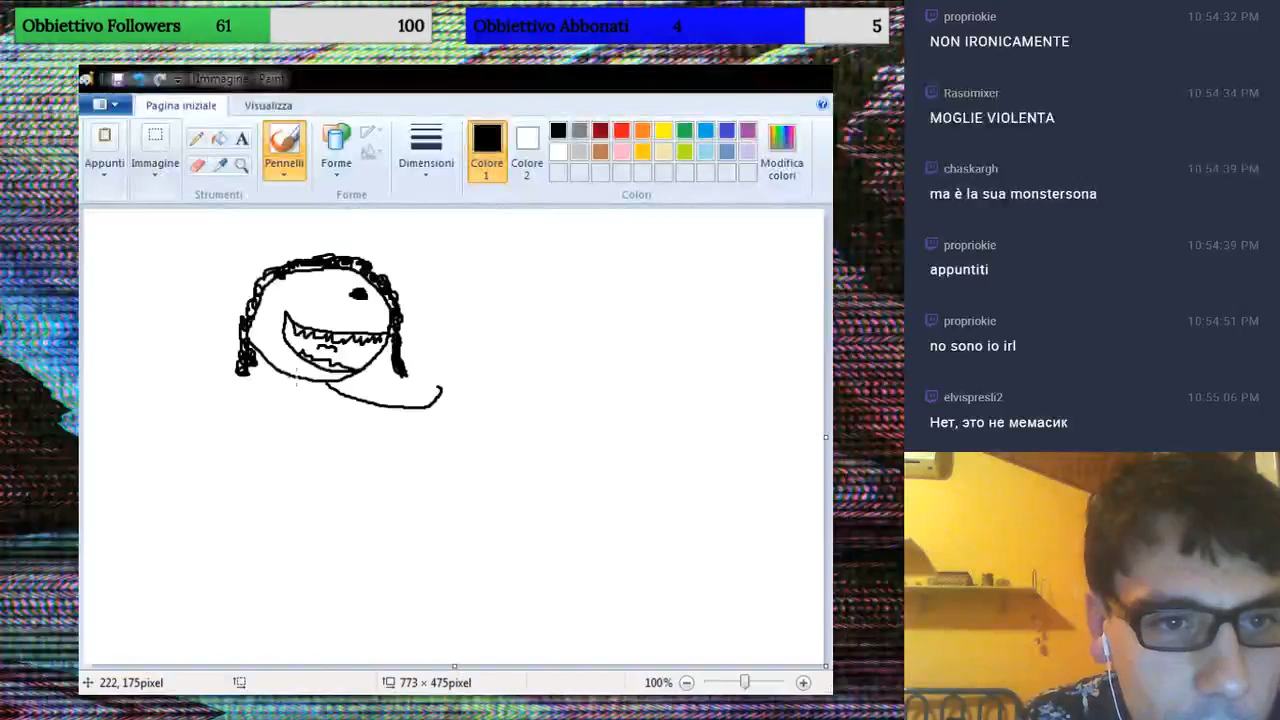 Obbiettivo Followers 61 100
Obbiettivo Abbonati 4 5
Immagine - Paint
Pagina iniziale
Visualizza
Appunti
Immagine
Pennelli
Forme
Dimensioni
Colore 1
Colore 2
Modifica colori
Strumenti
Forme
Colori
222, 175pixel
773 × 475pixel
100%
propriokie 10:54:32 PM
NON IRONICAMENTE
Rasomixer 10:54:34 PM
MOGLIE VIOLENTA
chaskargh 10:54:39 PM
ma è la sua monstersona
propriokie 10:54:39 PM
appuntiti
propriokie 10:54:51 PM
no sono io irl
elvispresli2 10:55:06 PM
Нет, это не мемасик